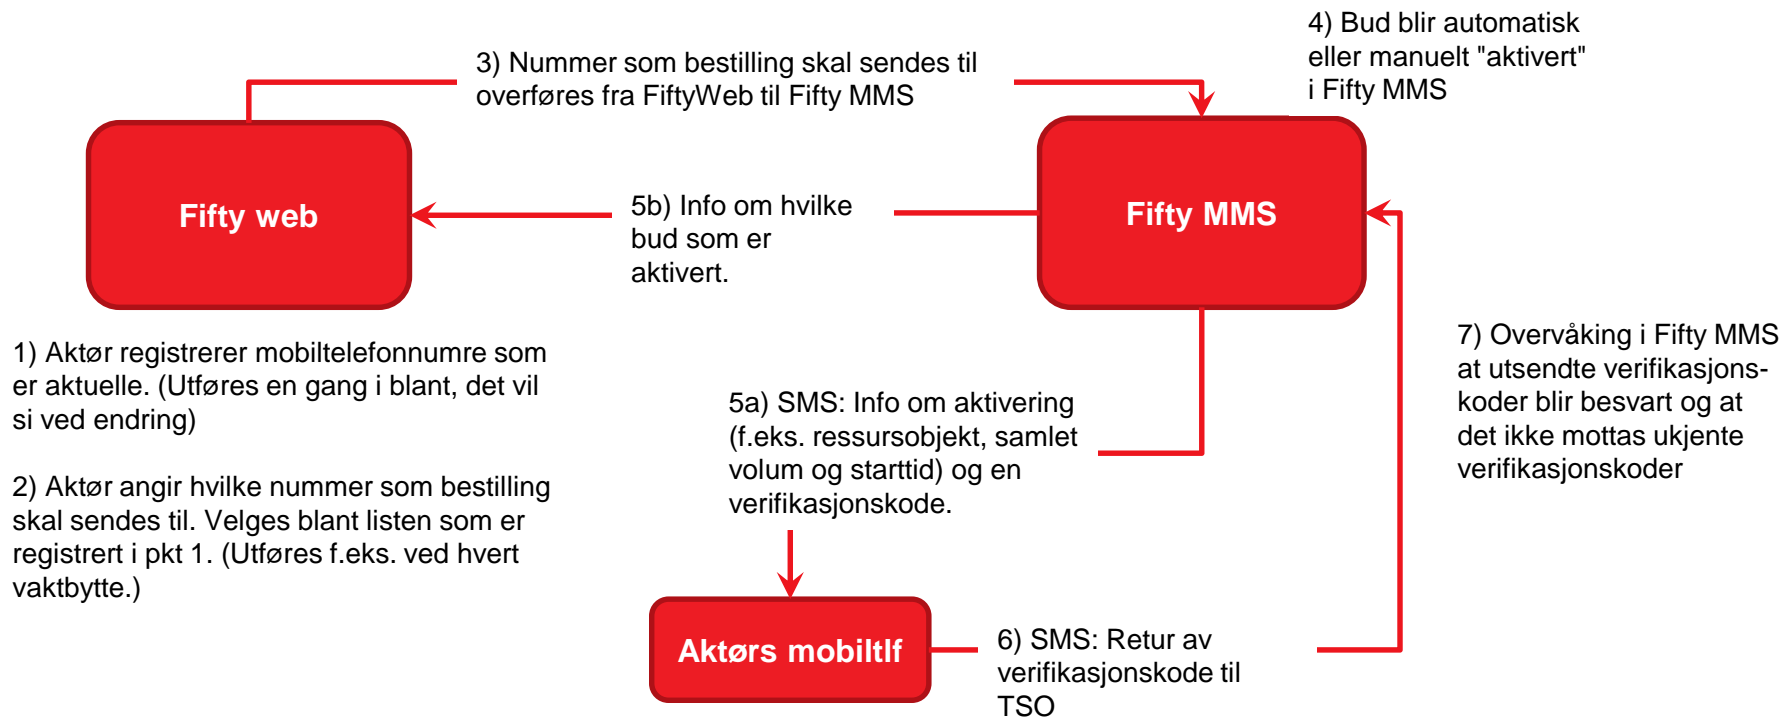 4) Bud blir automatisk
eller manuelt "aktivert"
i Fifty MMS
3) Nummer som bestilling skal sendes til
overføres fra FiftyWeb til Fifty MMS
Fifty web
5b) Info om hvilke
bud som er
aktivert.
Fifty MMS
1) Aktør registrerer mobiltelefonnumre som
er aktuelle. (Utføres en gang i blant, det vil
si ved endring)
2) Aktør angir hvilke nummer som bestilling
skal sendes til. Velges blant listen som er
registrert i pkt 1. (Utføres f.eks. ved hvert
vaktbytte.)
5a) SMS: Info om aktivering
(f.eks. ressursobjekt, samlet
volum og starttid) og en
verifikasjonskode.
7) Overvåking i Fifty MMS
at utsendte verifikasjons-
koder blir besvart og at
det ikke mottas ukjente
verifikasjonskoder
Aktørs mobiltlf
6) SMS: Retur av
verifikasjonskode til
TSO